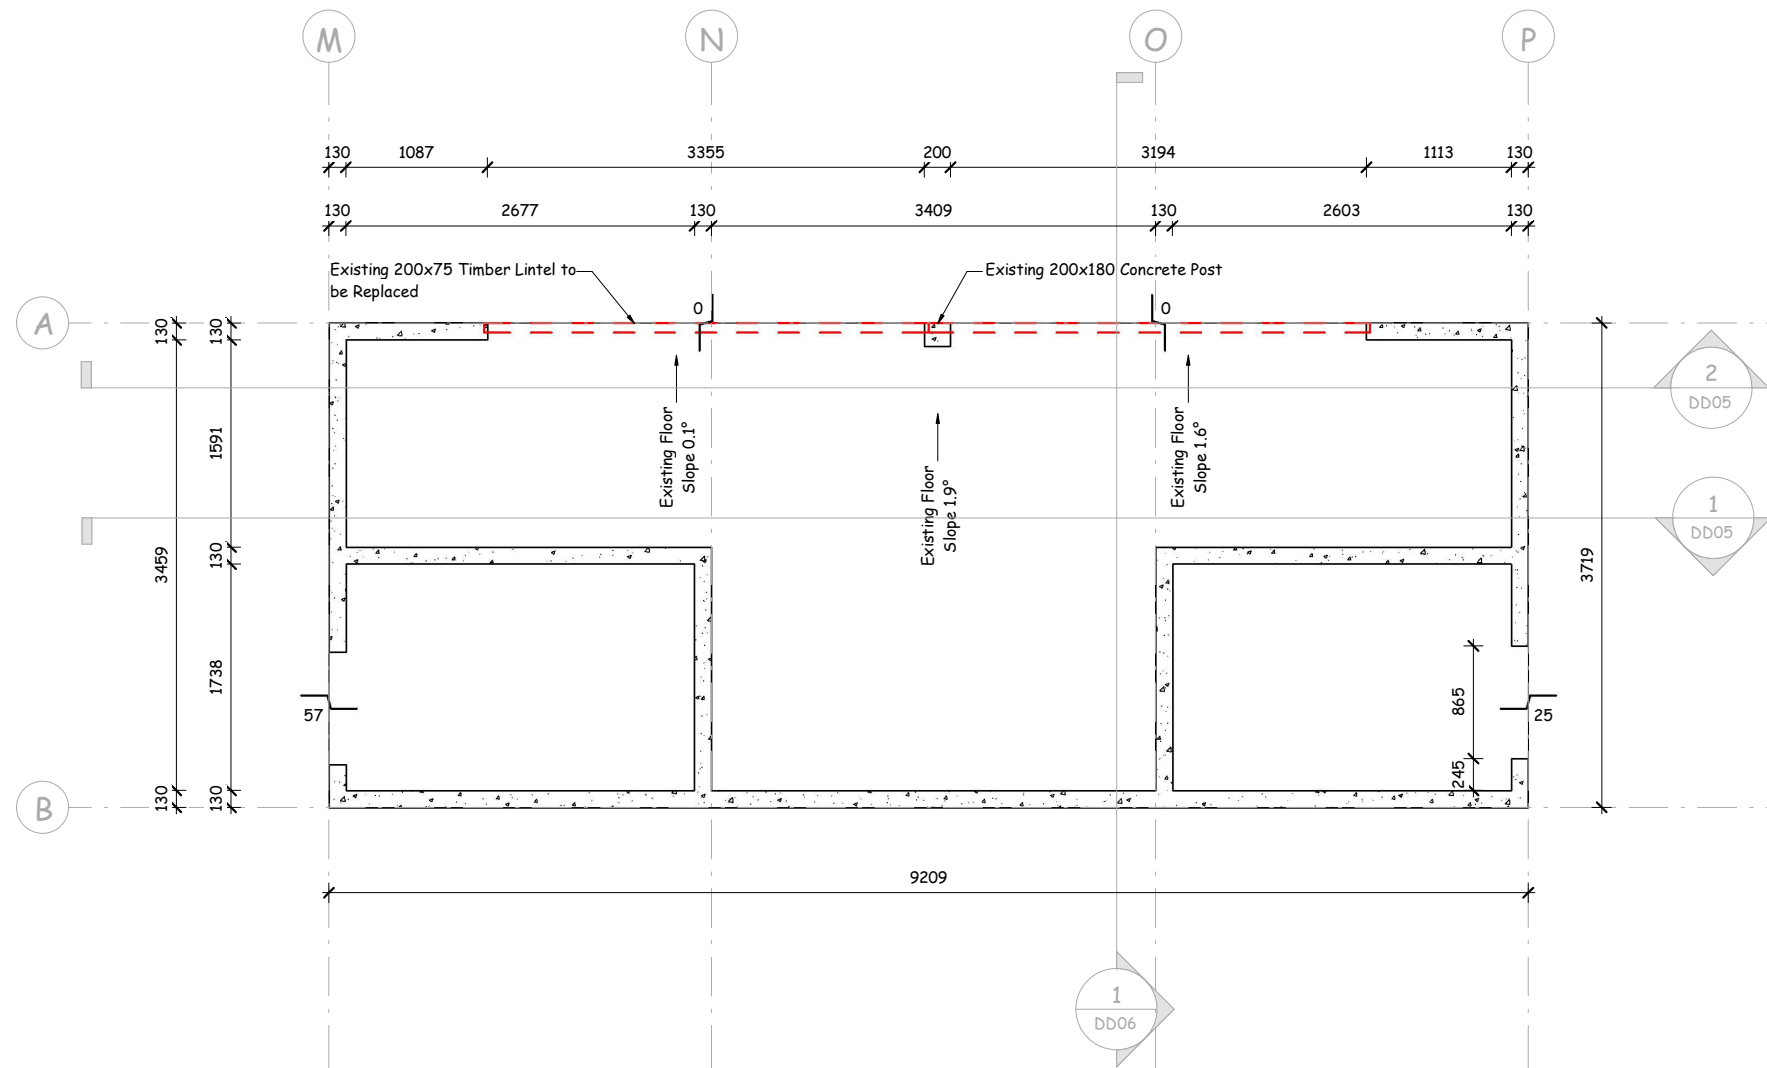 M N O P
130 1087 3355 200 3194 1113 130
130 2677 130 3409 130 2603 130
Existing 200x75 Timber Lintel to
be Replaced
Existing 200x180 Concrete Post
0
0
A
130
130
2
DD05
1591
Existing Floor
Slope 0.1°
Existing Floor
Slope 1.9°
Existing Floor
Slope 1.6°
1
DD05
3459
130
3719
1738
865
57
25
245
130
130
B
9209
1
DD06